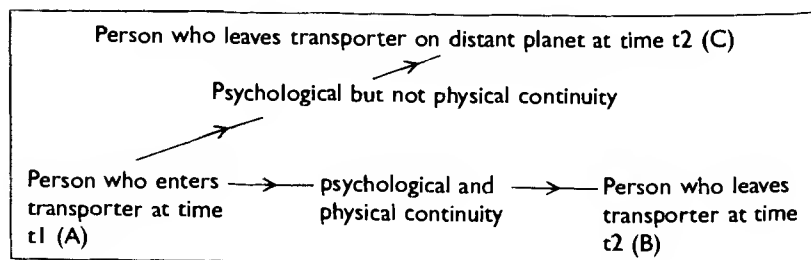 Person who leaves transporter on distant planet at time t2 (C)
Psychological but not physical continuity
Person who enters
transporter at time
t1 (A)
psychological and
physical continuity
Person who leaves
transporter at time
t2 (B)